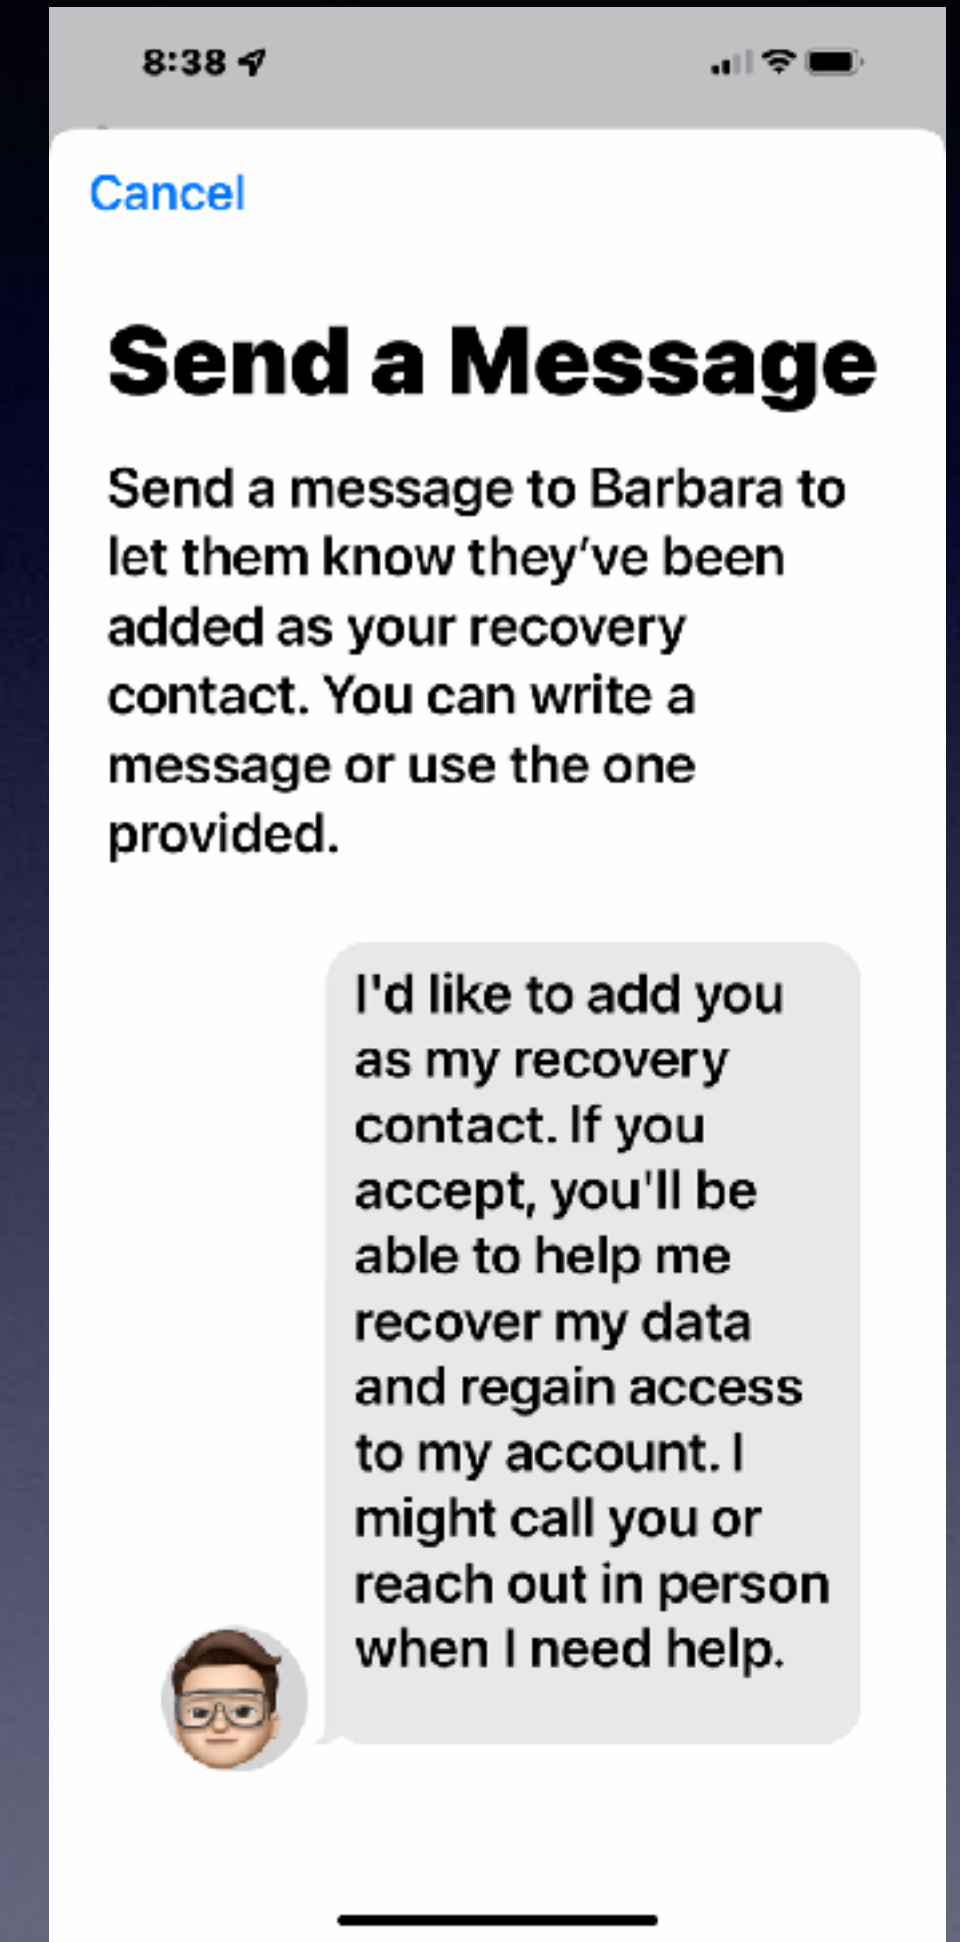 8:38
Cancel
Send a Message
Send a message to Barbara to
let them know they’ve been
added as your recovery
contact. You can write a
message or use the one
provided.
I'd like to add you
as my recovery
contact. If you
accept, you'll be
able to help me
recover my data
and regain access
to my account. I
might call you or
reach out in person
when I need help.